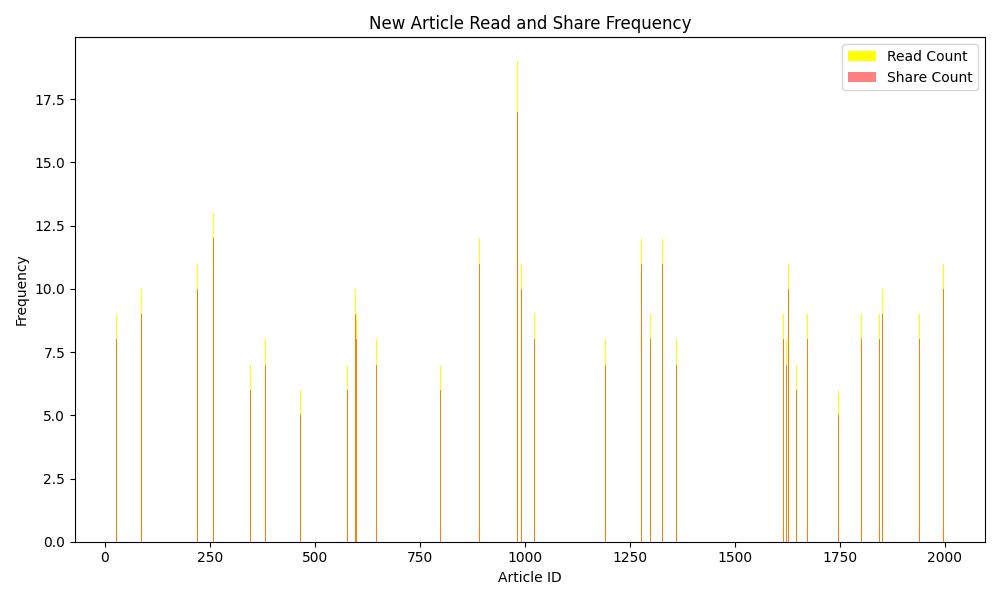 New Article Read and Share Frequency
Read Count
Share Count
17.5
15.0
12.5
10.0
7.5
5.0
2.5
0.0
Frequency
0 250 500 750 1000 1250 1500 1750 2000
Article ID